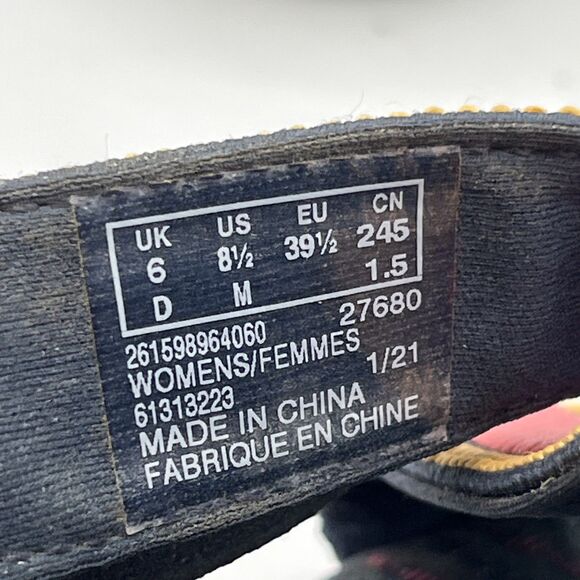 UK US EU CN
6 8½ 39½ 245
D M 1.5
261598964060 27680
WOMENS/FEMMES
61313223 1/21
MADE IN CHINA
FABRIQUE EN CHINE